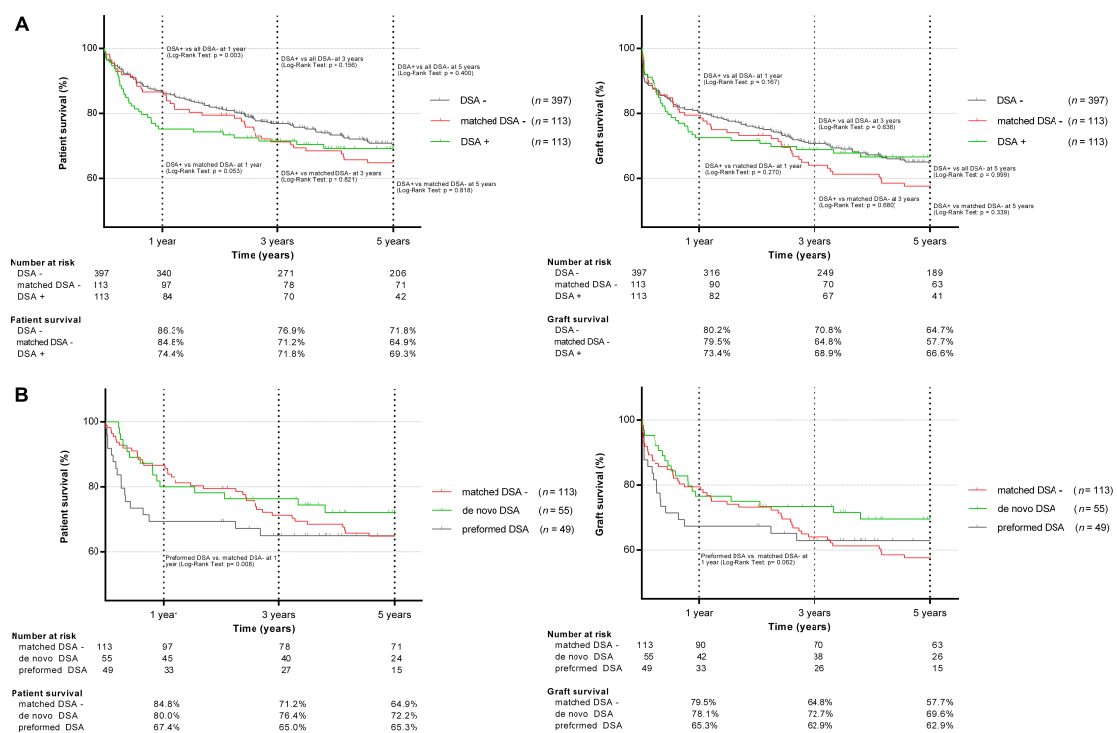 A
100
80
60
Patient survival (%)
DSA+ vs all DSA- at 1 year
(Log-Rank Test: p = 0.003)
DSA+ vs all DSA- at 3 years
(Log-Rank Test: p = 0.156)
DSA+ vs all DSA- at 5 years
(Log-Rank Test: p = 0.400)
DSA - (n = 397)
matched DSA - (n = 113)
DSA + (n = 113)
DSA+ vs matched DSA- at 1 year
(Log-Rank Test: p = 0.053)
DSA+ vs matched DSA- at 3 years
(Log-Rank Test: p = 0.821)
DSA+ vs matched DSA- at 5 years
(Log-Rank Test: p = 0.818)
1 year 3 years 5 years
Time (years)
Number at risk
DSA - 397 340 271 206
matched DSA - 113 97 78 71
DSA + 113 84 70 42
Patient survival
DSA - 86.3% 76.9% 71.8%
matched DSA - 84.8% 71.2% 64.9%
DSA + 74.4% 71.8% 69.3%
100
80
60
Graft survival (%)
DSA+ vs all DSA- at 1 year
(Log-Rank Test: p = 0.167)
DSA+ vs all DSA- at 3 years
(Log-Rank Test: p = 0.636)
DSA+ vs all DSA- at 5 years
(Log-Rank Test: p = 0.999)
DSA - (n = 397)
matched DSA - (n = 113)
DSA + (n = 113)
DSA+ vs matched DSA- at 1 year
(Log-Rank Test: p = 0.270)
DSA+ vs matched DSA- at 3 years
(Log-Rank Test: p = 0.680)
DSA+ vs matched DSA- at 5 years
(Log-Rank Test: p = 0.339)
1 year 3 years 5 years
Time (years)
Number at risk
DSA - 397 316 249 189
matched DSA - 113 90 70 63
DSA + 113 82 67 41
Graft survival
DSA - 80.2% 70.8% 64.7%
matched DSA - 79.5% 64.8% 57.7%
DSA + 73.4% 68.9% 66.6%
B
100
80
60
Patient survival (%)
matched DSA - (n = 113)
de novo DSA (n = 55)
preformed DSA (n = 49)
Preformed DSA vs. matched DSA- at 1
year (Log-Rank Test: p= 0.008)
1 year 3 years 5 years
Time (years)
Number at risk
matched DSA - 113 97 78 71
de novo DSA 55 45 40 24
preformed DSA 49 33 27 15
Patient survival
matched DSA - 84.8% 71.2% 64.9%
de novo DSA 80.0% 76.4% 72.2%
preformed DSA 67.4% 65.0% 65.3%
100
80
60
Graft survival (%)
matched DSA - (n = 113)
de novo DSA (n = 55)
preformed DSA (n = 49)
Preformed DSA vs. matched DSA- at
1 year (Log-Rank Test: p= 0.062)
1 year 3 years 5 years
Time (years)
Number at risk
matched DSA - 113 90 70 63
de novo DSA 55 42 38 26
preformed DSA 49 33 26 15
Graft survival
matched DSA - 79.5% 64.8% 57.7%
de novo DSA 78.1% 72.7% 69.6%
preformed DSA 65.3% 62.9% 62.9%